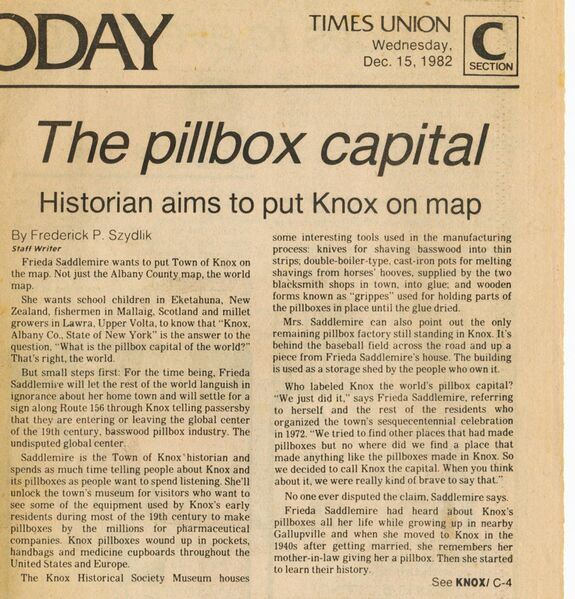 ODAY
TIMES UNION
Wednesday,
Dec. 15, 1982
C
SECTION
The pillbox capital
Historian aims to put Knox on map
By Frederick P. Szydlik
Staff Writer
Frieda Saddlemire wants to put Town of Knox on
the map. Not just the Albany County map, the world
map.
She wants school children in Eketahuna, New
Zealand, fishermen in Mallaig, Scotland and millet
growers in Lawra, Upper Volta, to know that "Knox,
Albany Co., State of New York" is the answer to the
question, "What is the pillbox capital of the world?"
That's right, the world.
But small steps first: For the time being, Frieda
Saddlemire will let the rest of the world languish in
ignorance about her home town and will settle for a
sign along Route 156 through Knox telling passersby
that they are entering or leaving the global center
of the 19th century, basswood pillbox industry. The
undisputed global center.
Saddlemire is the Town of Knox historian and
spends as much time telling people about Knox and
its pillboxes as people want to spend listening. She'll
unlock the town's museum for visitors who want to
see some of the equipment used by Knox's early
residents during most of the 19th century to make
pillboxes by the millions for pharmaceutical
companies. Knox pillboxes wound up in pockets,
handbags and medicine cupboards throughout the
United States and Europe.
The Knox Historical Society Museum houses
some interesting tools used in the manufacturing
process: knives for shaving basswood into thin
strips; double-boiler-type, cast-iron pots for melting
shavings from horses' hooves, supplied by the two
blacksmith shops in town, into glue; and wooden
forms known as "grippes" used for holding parts of
the pillboxes in place until the glue dried.
Mrs. Saddlemire can also point out the only
remaining pillbox factory still standing in Knox. It's
behind the baseball field across the road and up a
piece from Frieda Saddlemire's house. The building
is used as a storage shed by the people who own it.
Who labeled Knox the world's pillbox capital?
"We just did it," says Frieda Saddlemire, referring
to herself and the rest of the residents who
organized the town's sesquecentennial celebration
in 1972. "We tried to find other places that had made
pillboxes but no where did we find a place that
made anything like the pillboxes made in Knox. So
we decided to call Knox the capital. When you think
about it, we were really kind of brave to say that."
No one ever disputed the claim, Saddlemire says.
Frieda Saddlemire had heard about Knox's
pillboxes all her life while growing up in nearby
Gallupville and when she moved to Knox in the
1940s after getting married, she remembers her
mother-in-law giving her a pillbox. Then she started
to learn their history.
See KNOX/ C-4